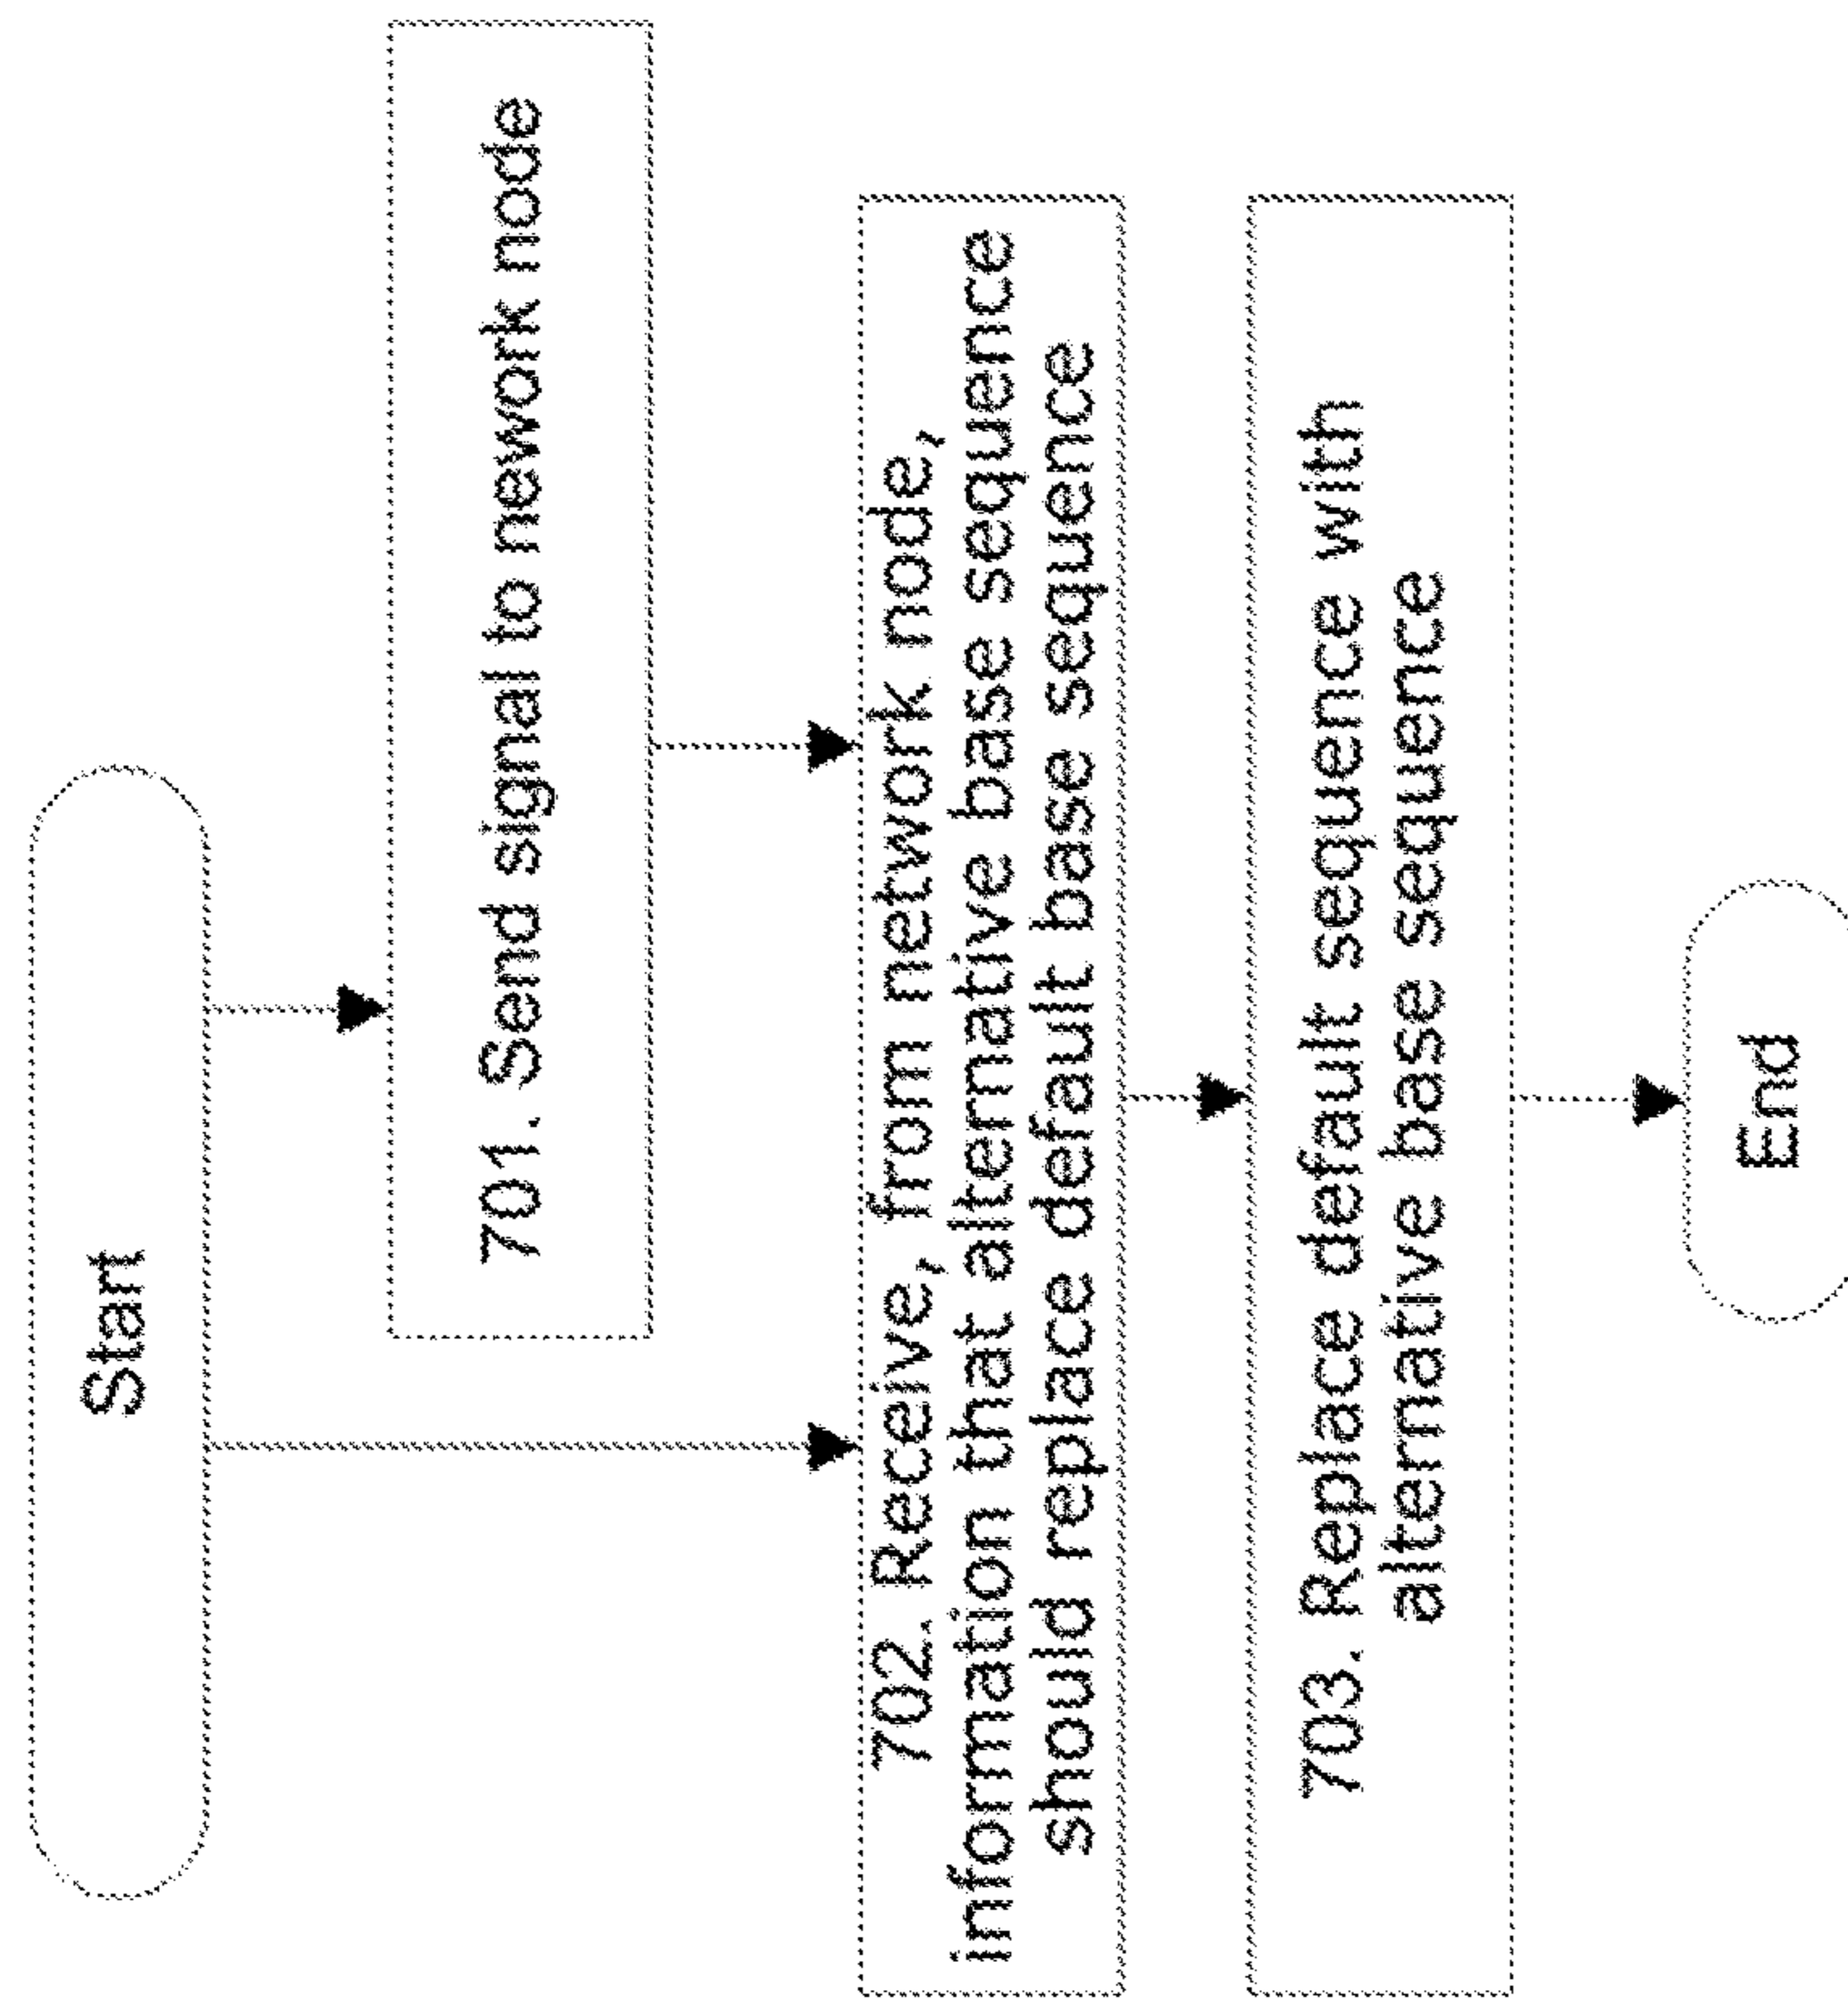 Start
701. Send signal to nework node
702. Receive, from network node,
information that alternative base sequence
should replace default base sequence
703. Replace default sequence with
alternative base sequence
End